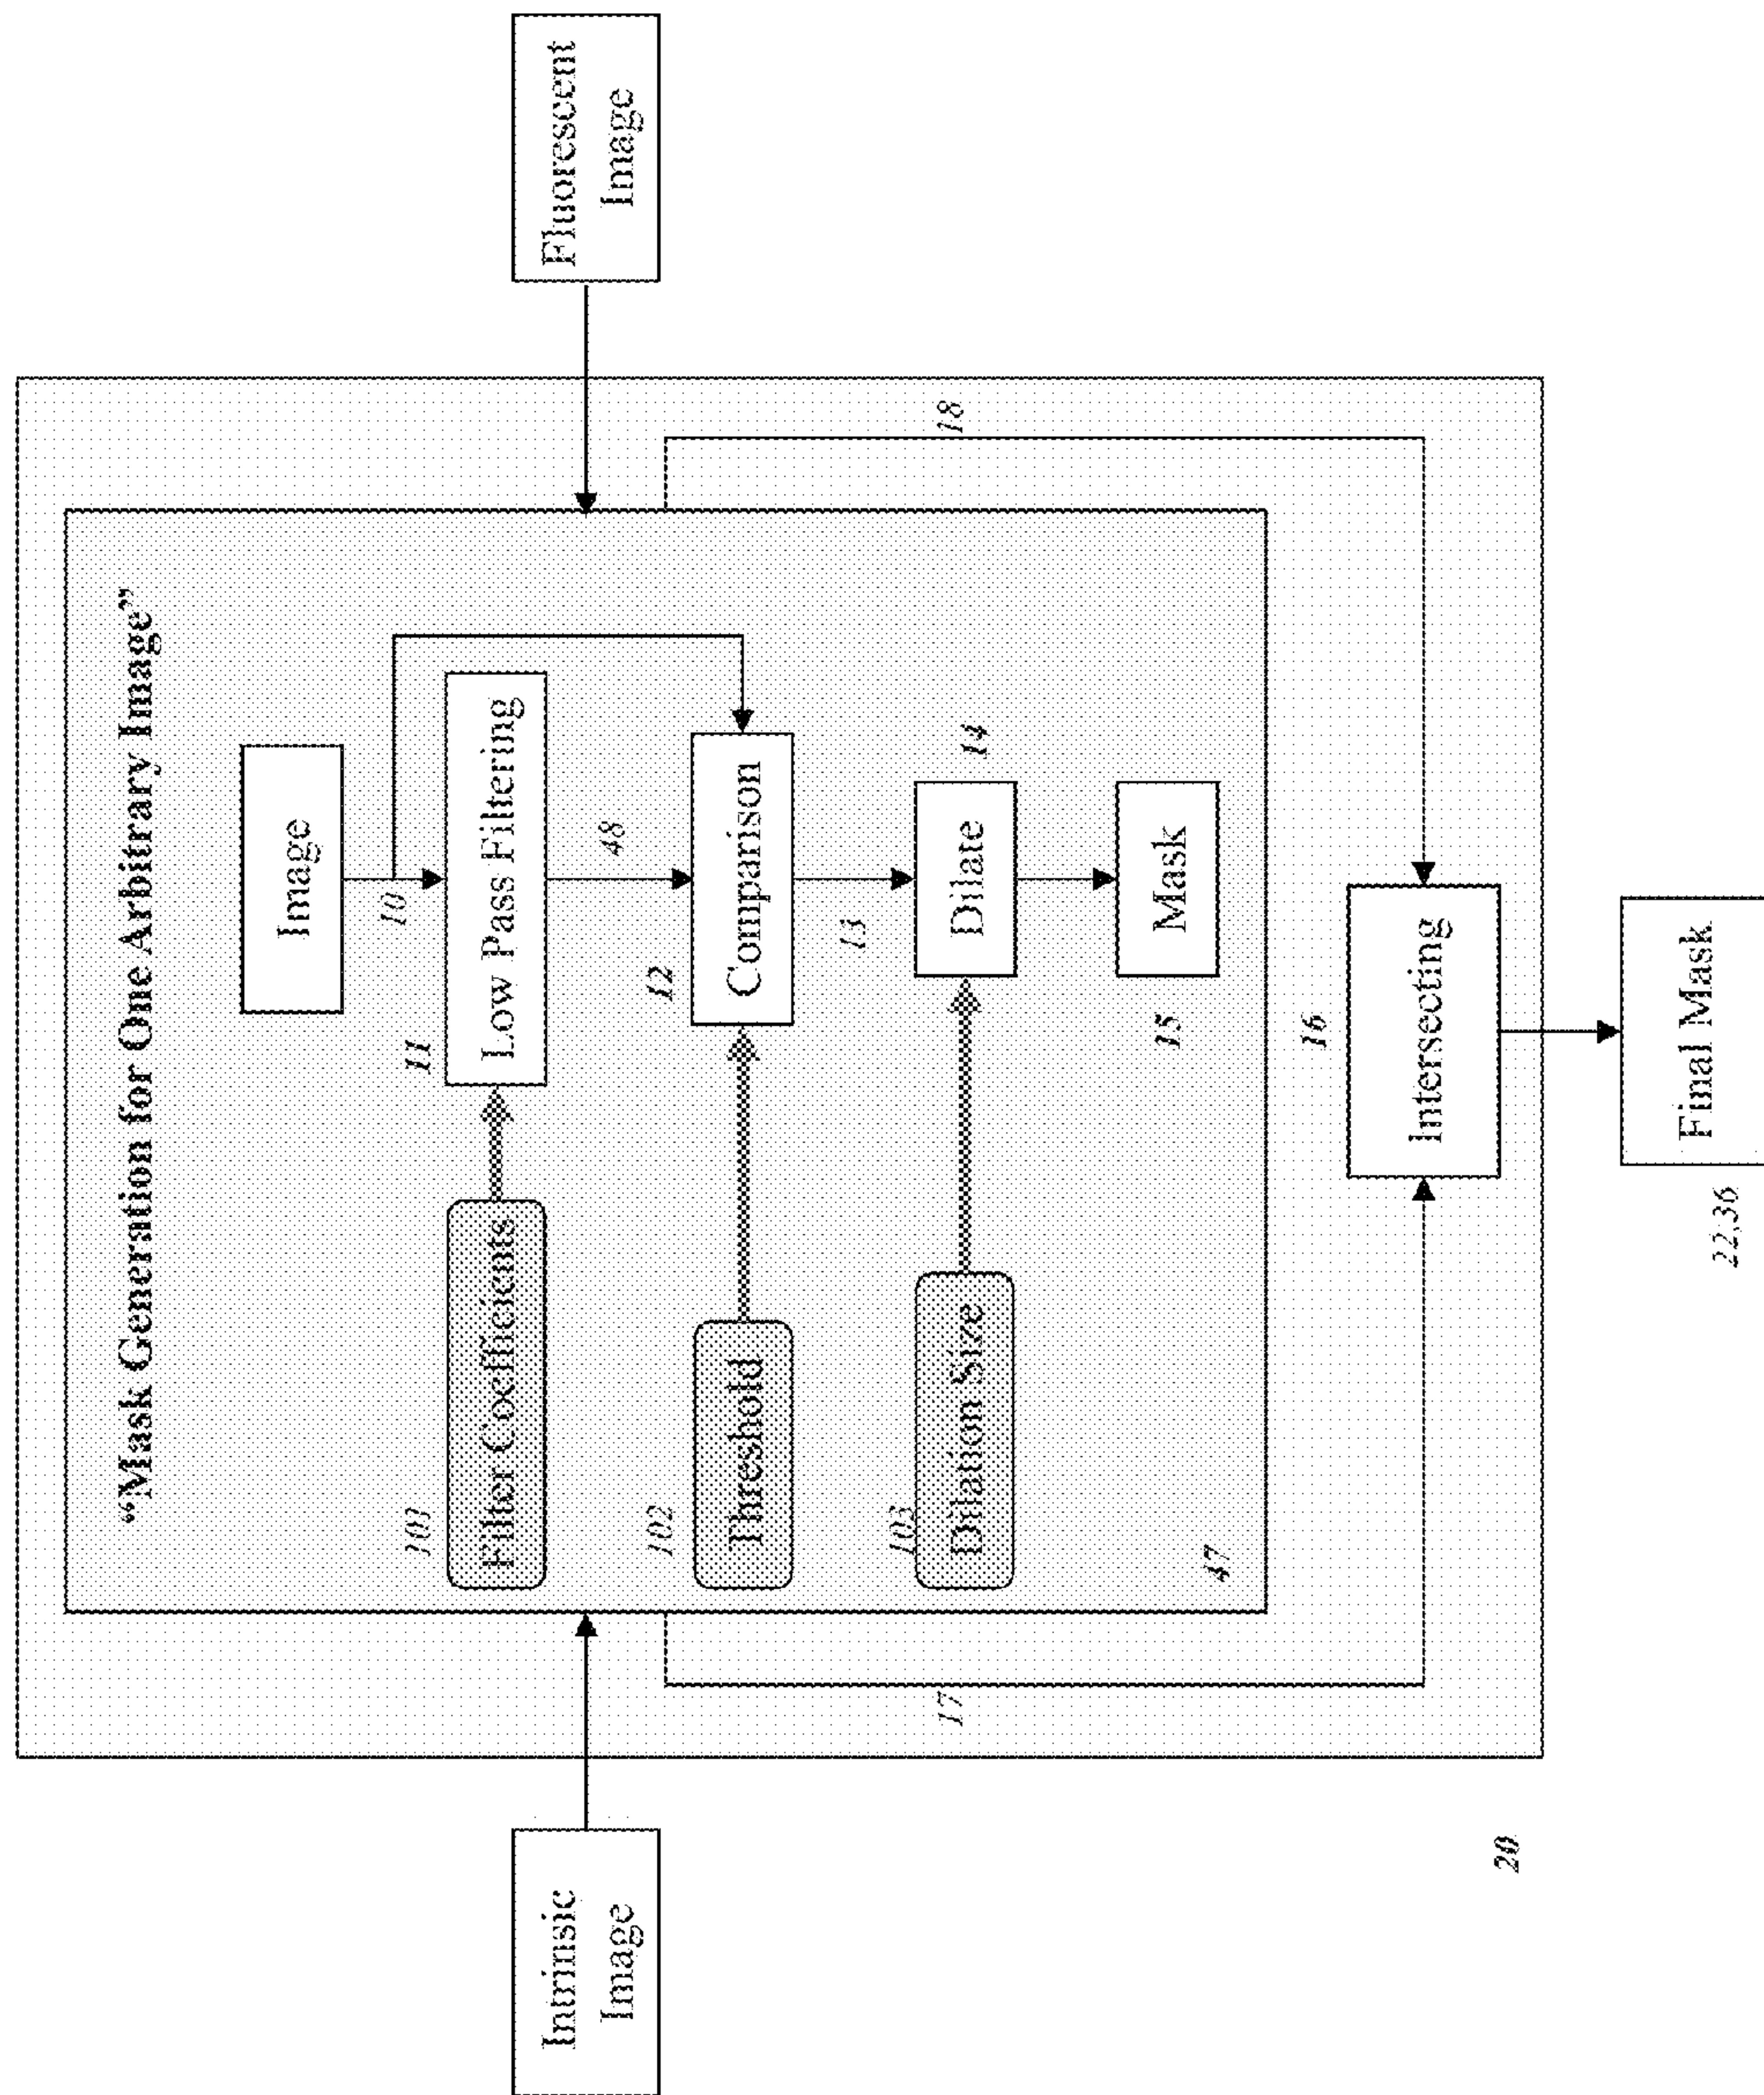 “Mask Generation for One Arbitrary Image”
Image
10
101
Filter Coefficients
11
Low Pass Filtering
48
Intrinsic
Image
Fluorescent
Image
102
Threshold
12
Comparison
13
103
Dilation Size
Dilate
14
17
18
15
Mask
47
16
Intersecting
20
22,36
Final Mask